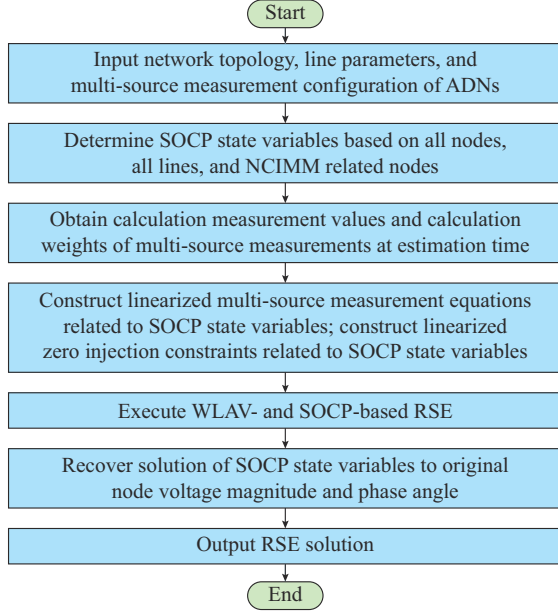 Start
Input network topology, line parameters, and
multi-source measurement configuration of ADNs
Determine SOCP state variables based on all nodes,
all lines, and NCIMM related nodes
Obtain calculation measurement values and calculation
weights of multi-source measurements at estimation time
Construct linearized multi-source measurement equations
related to SOCP state variables; construct linearized
zero injection constraints related to SOCP state variables
Execute WLAV- and SOCP-based RSE
Recover solution of SOCP state variables to original
node voltage magnitude and phase angle
Output RSE solution
End